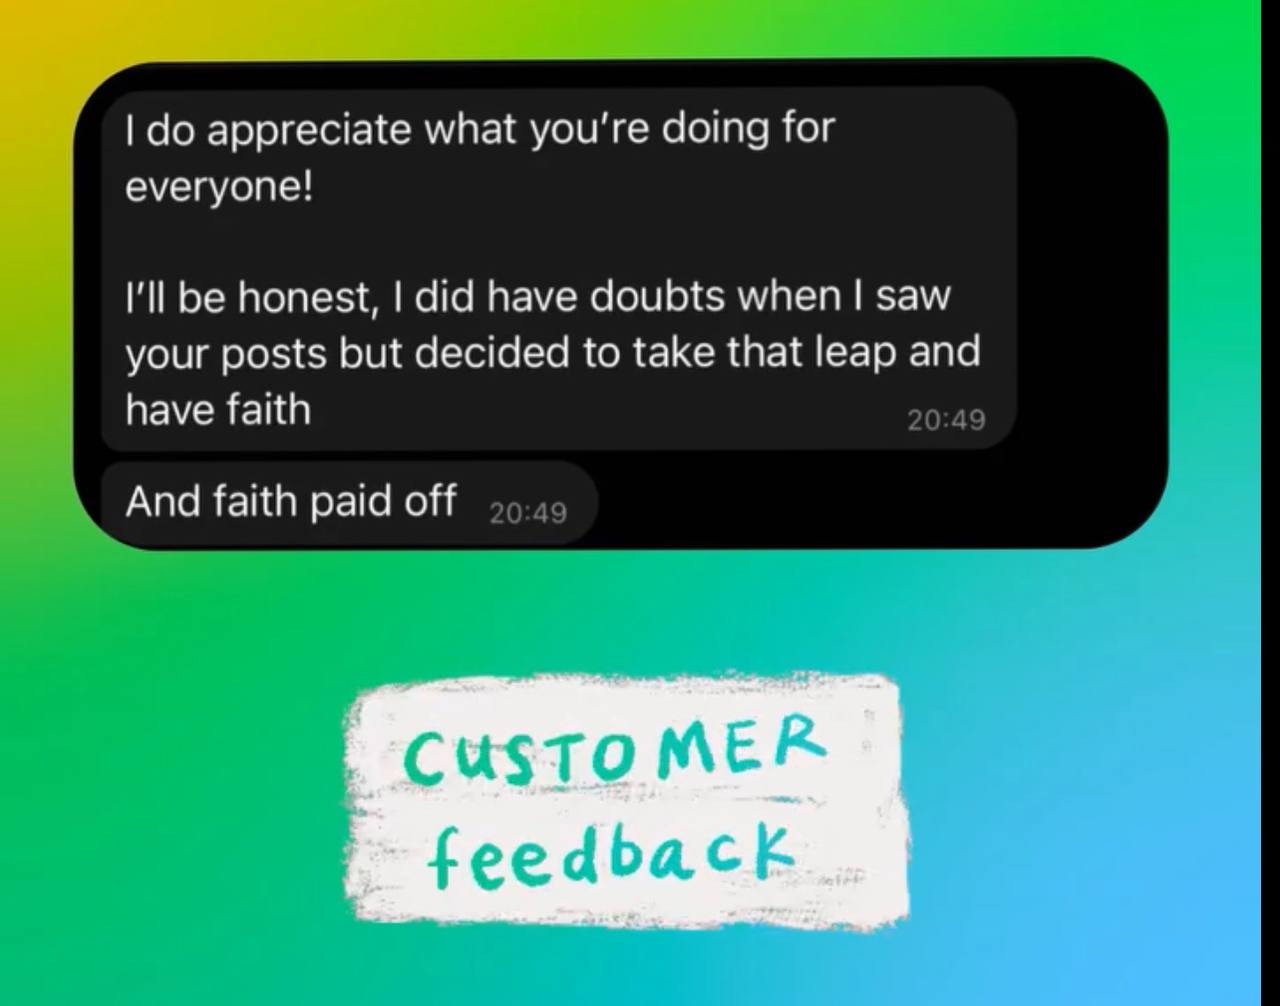 I do appreciate what you’re doing for
everyone!
I’ll be honest, I did have doubts when I saw
your posts but decided to take that leap and
have faith
20:49
And faith paid off 20:49
CUSTOMER
feedback